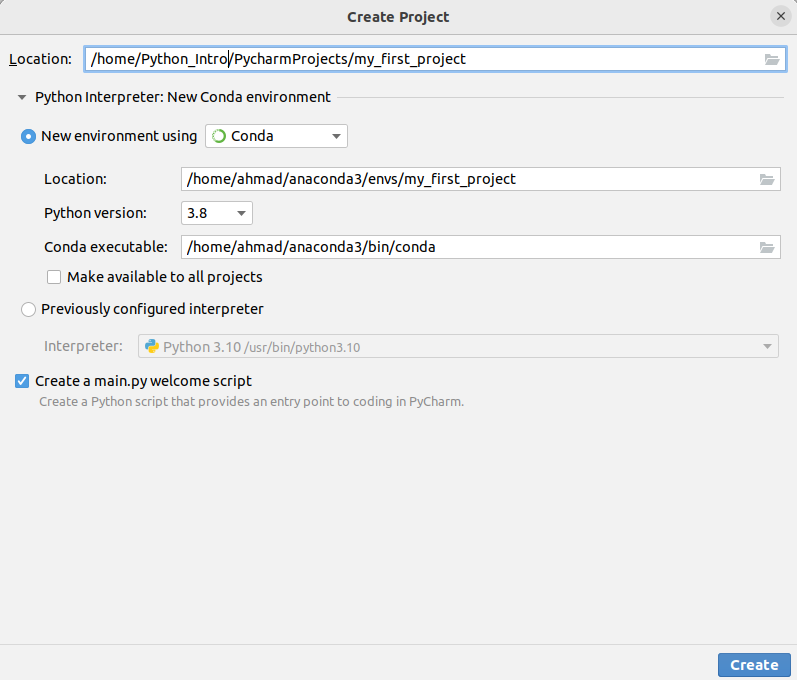 Create Project
Location: /home/Python_Intro/PycharmProjects/my_first_project
Python Interpreter: New Conda environment
New environment using Conda
Location: /home/ahmad/anaconda3/envs/my_first_project
Python version: 3.8
Conda executable: /home/ahmad/anaconda3/bin/conda
Make available to all projects
Previously configured interpreter
Interpreter: Python 3.10 /usr/bin/python3.10
Create a main.py welcome script
Create a Python script that provides an entry point to coding in PyCharm.
Create